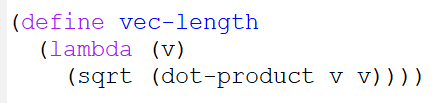 (define vec-length
  (lambda (v)
    (sqrt (dot-product v v))))